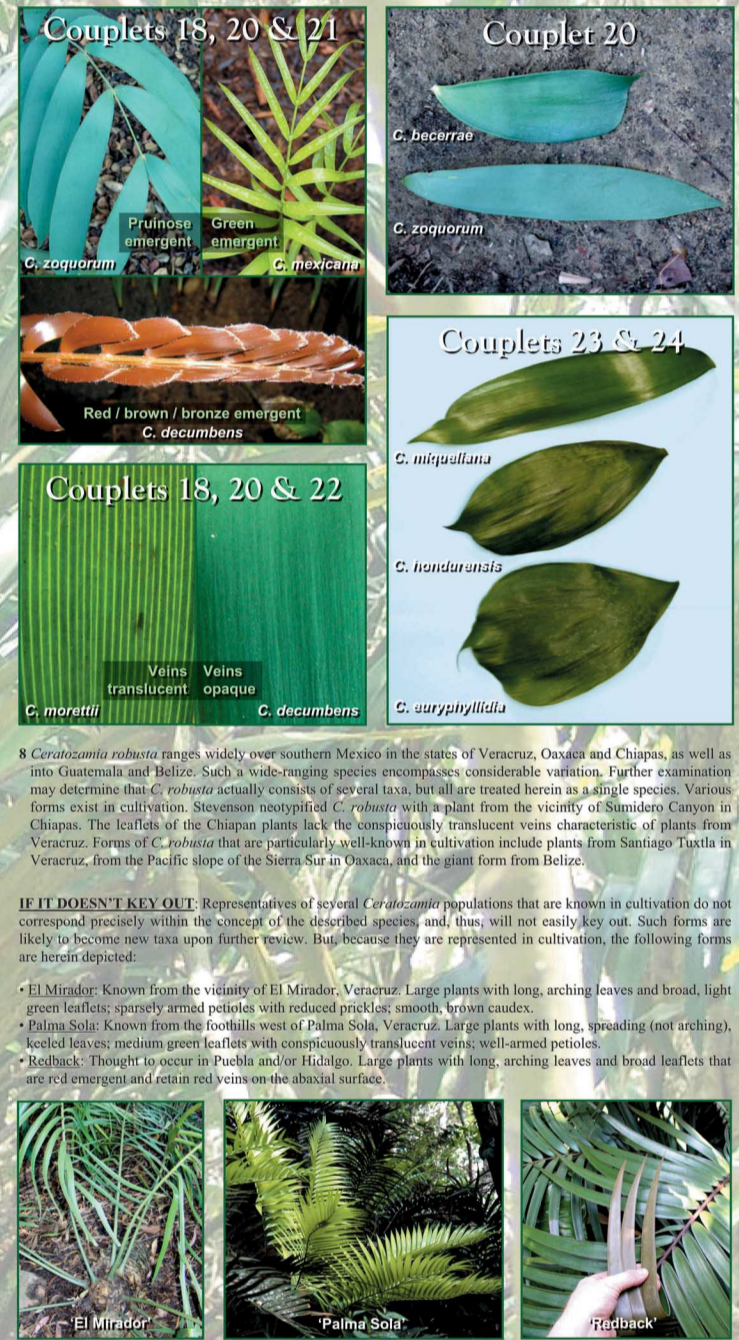 Couplets 18, 20 & 21
Pruinose
emergent
Green
emergent
C. zoquorum
C. mexicana
Red / brown / bronze emergent
C. decumbens
Couplet 20
C. becerrae
C. zoquorum
Couplets 18, 20 & 22
Veins
translucent
Veins
opaque
C. morettii
C. decumbens
Couplets 23 & 24
C. miqueliana
C. hondurensis
C. euryphyllidia
8 Ceratozamia robusta ranges widely over southern Mexico in the states of Veracruz, Oaxaca and Chiapas, as well as
into Guatemala and Belize. Such a wide-ranging species encompasses considerable variation. Further examination
may determine that C. robusta actually consists of several taxa, but all are treated herein as a single species. Various
forms exist in cultivation. Stevenson neotypified C. robusta with a plant from the vicinity of Sumidero Canyon in
Chiapas. The leaflets of the Chiapan plants lack the conspicuously translucent veins characteristic of plants from
Veracruz. Forms of C. robusta that are particularly well-known in cultivation include plants from Santiago Tuxtla in
Veracruz, from the Pacific slope of the Sierra Sur in Oaxaca, and the giant form from Belize.
IF IT DOESN'T KEY OUT: Representatives of several Ceratozamia populations that are known in cultivation do not
correspond precisely within the concept of the described species, and, thus, will not easily key out. Such forms are
likely to become new taxa upon further review. But, because they are represented in cultivation, the following forms
are herein depicted:
• El Mirador: Known from the vicinity of El Mirador, Veracruz. Large plants with long, arching leaves and broad, light
green leaflets; sparsely armed petioles with reduced prickles; smooth, brown caudex.
• Palma Sola: Known from the foothills west of Palma Sola, Veracruz. Large plants with long, spreading (not arching),
keeled leaves; medium green leaflets with conspicuously translucent veins; well-armed petioles.
• Redback: Thought to occur in Puebla and/or Hidalgo. Large plants with long, arching leaves and broad leaflets that
are red emergent and retain red veins on the abaxial surface.
'El Mirador'
'Palma Sola'
'Redback'